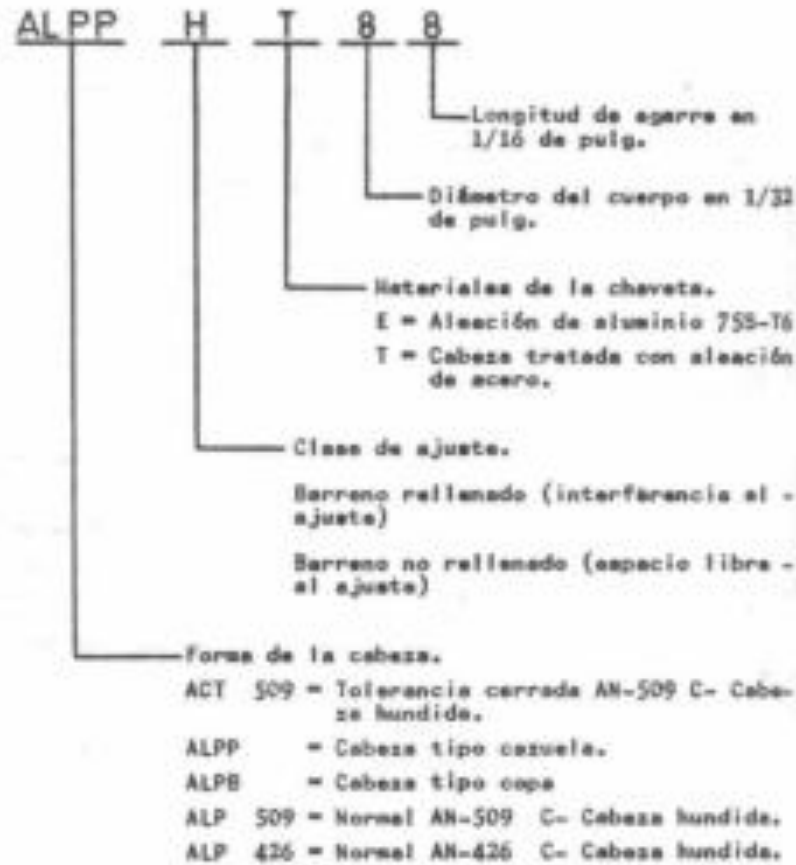 ALPP H T 8 8
Longitud de agarre en
1/16 de pulg.
Diámetro del cuerpo en 1/32
de pulg.
Materiales de la chaveta.
E = Aleación de aluminio 75S-T6
T = Cabeza tratada con aleación
de acero.
Clase de ajuste.
Barreno rellenado (interferencia al -
ajuste)
Barreno no rellenado (espacio libre -
al ajuste)
forma de la cabeza.
ACT 509 = Tolerancia cerrada AN-509 C- Cabe-
za hundida.
ALPP = Cabeza tipo cazuela.
ALPB = Cabeza tipo copa
ALP 509 = Normal AN-509 C- Cabeza hundida.
ALP 426 = Normal AN-426 C- Cabeza hundida.